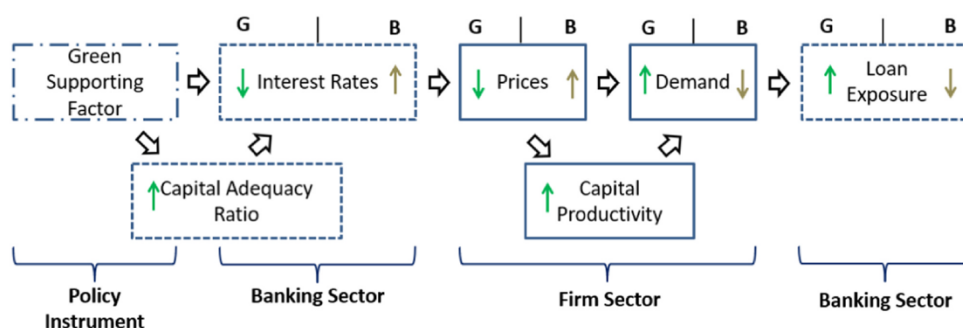 G B
G B
G B
G B
Green
Supporting
Factor
Interest Rates
Prices
Demand
Loan
Exposure
Capital Adequacy
Ratio
Capital
Productivity
Policy
Instrument
Banking Sector
Firm Sector
Banking Sector